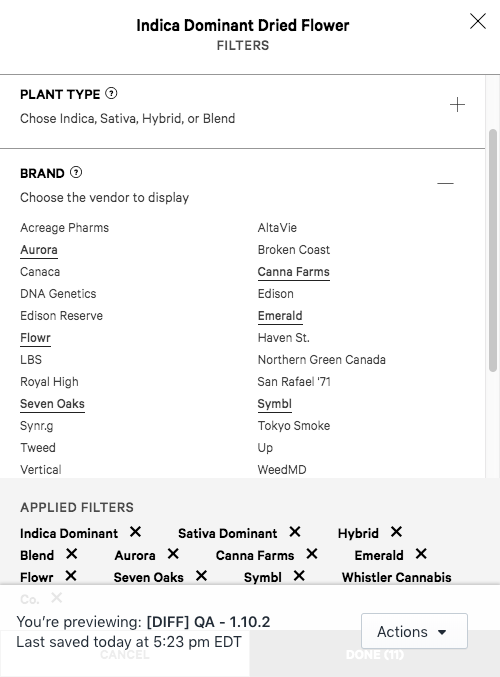 Indica Dominant Dried Flower
FILTERS
PLANT TYPE ?
Chose Indica, Sativa, Hybrid, or Blend
BRAND ?
Choose the vendor to display
Acreage Pharms AltaVie
Aurora Broken Coast
Canaca Canna Farms
DNA Genetics Edison
Edison Reserve Emerald
Flowr Haven St.
LBS Northern Green Canada
Royal High San Rafael '71
Seven Oaks Symbl
Synr.g Tokyo Smoke
Tweed Up
Vertical WeedMD
APPLIED FILTERS
Indica Dominant ✕ Sativa Dominant ✕ Hybrid ✕
Blend ✕ Aurora ✕ Canna Farms ✕ Emerald ✕
Flowr ✕ Seven Oaks ✕ Symbl ✕ Whistler Cannabis
Co. ✕
You're previewing: [DIFF] QA - 1.10.2
Last saved today at 5:23 pm EDT
Actions
CANCEL DONE (11)